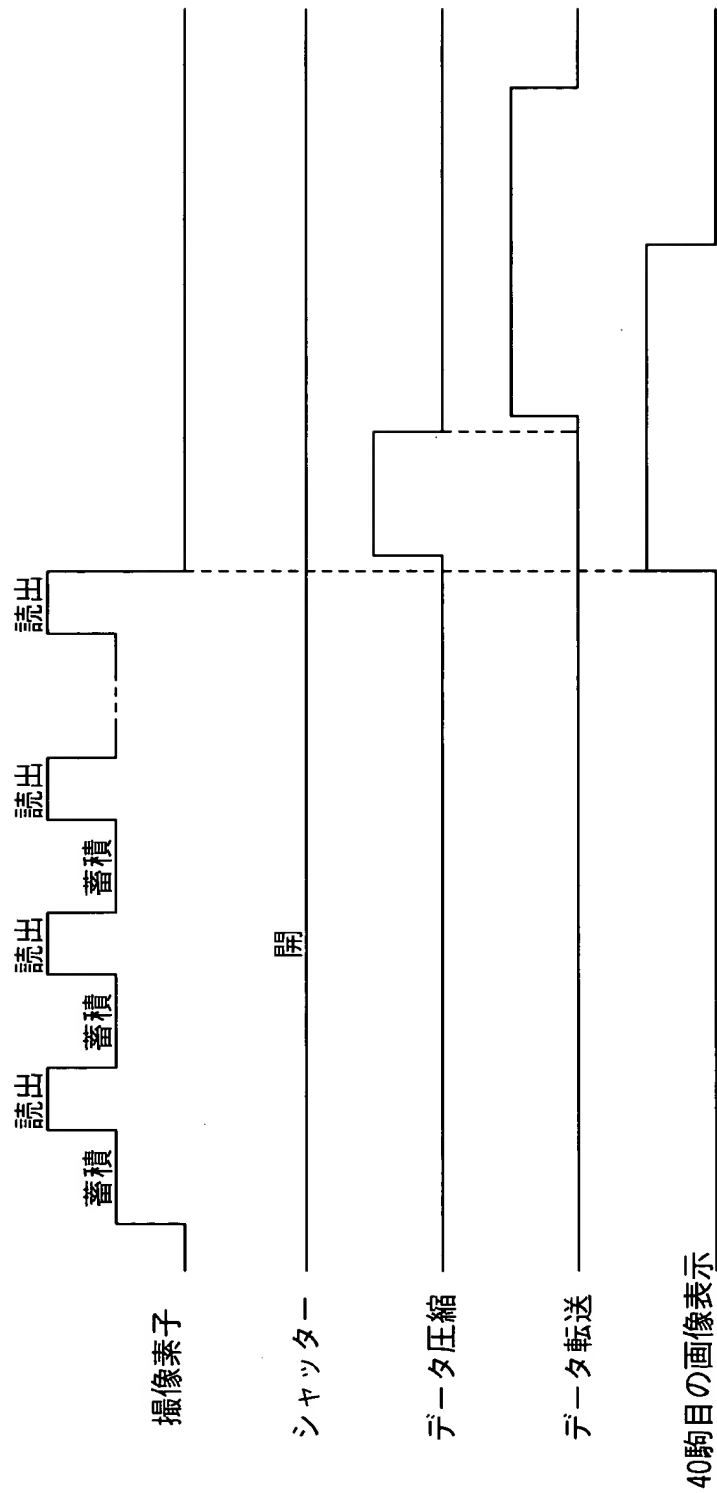 撮像素子
蓄積
読出
蓄積
読出
蓄積
読出
読出
シャッター
開
データ圧縮
データ転送
40駒目の画像表示